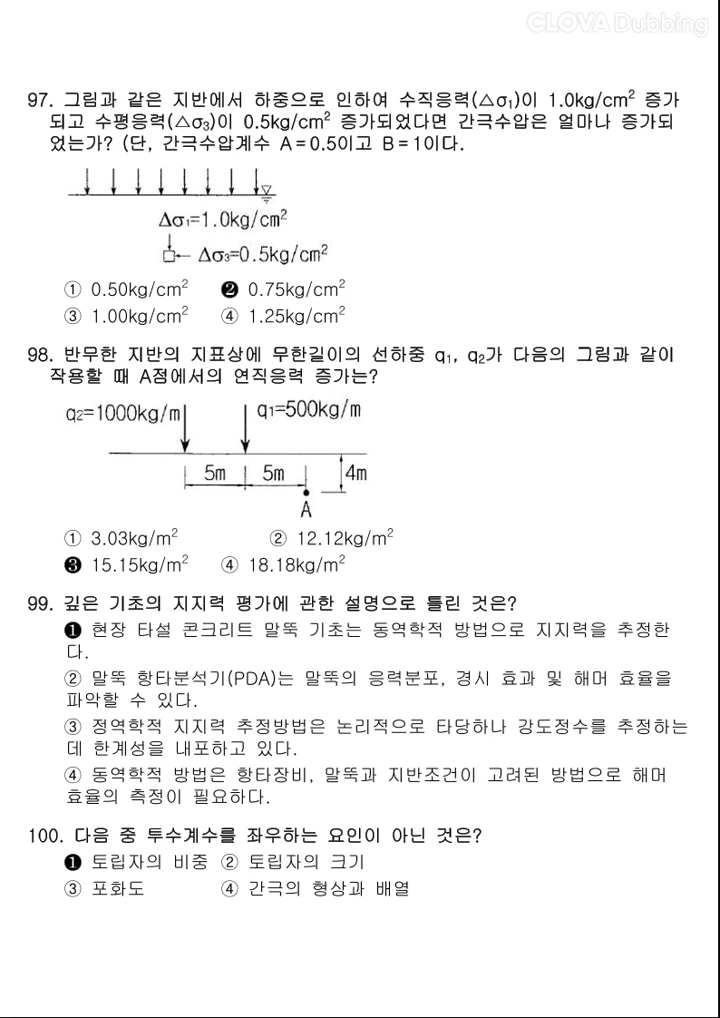 CLOVA Dubbing
97. 그림과 같은 지반에서 하중으로 인하여 수직응력(△σ₁)이 1.0kg/cm² 증가
되고 수평응력(△σ₃)이 0.5kg/cm² 증가되었다면 간극수압은 얼마나 증가되
었는가? (단, 간극수압계수 A=0.5이고 B=1이다.
Δσ₁=1.0kg/cm²
Δσ₃=0.5kg/cm²
① 0.50kg/cm² ❷ 0.75kg/cm²
③ 1.00kg/cm² ④ 1.25kg/cm²
98. 반무한 지반의 지표상에 무한길이의 선하중 q₁, q₂가 다음의 그림과 같이
작용할 때 A점에서의 연직응력 증가는?
q₂=1000kg/m q₁=500kg/m
5m 5m 4m
A
① 3.03kg/m² ② 12.12kg/m²
❸ 15.15kg/m² ④ 18.18kg/m²
99. 깊은 기초의 지지력 평가에 관한 설명으로 틀린 것은?
❶ 현장 타설 콘크리트 말뚝 기초는 동역학적 방법으로 지지력을 추정한
다.
② 말뚝 항타분석기(PDA)는 말뚝의 응력분포, 경시 효과 및 해머 효율을
파악할 수 있다.
③ 정역학적 지지력 추정방법은 논리적으로 타당하나 강도정수를 추정하는
데 한계성을 내포하고 있다.
④ 동역학적 방법은 항타장비, 말뚝과 지반조건이 고려된 방법으로 해머
효율의 측정이 필요하다.
100. 다음 중 투수계수를 좌우하는 요인이 아닌 것은?
❶ 토립자의 비중 ② 토립자의 크기
③ 포화도 ④ 간극의 형상과 배열